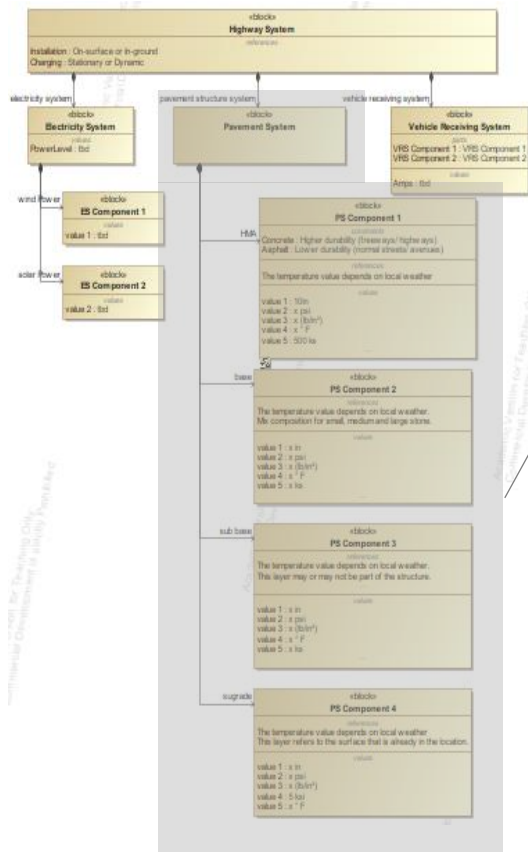 «block»
Highway System
references
Installation : On-surface or In-ground
Charging : Stationary or Dynamic
electricity system
pavement structure system
vehicle receiving system
«block»
Electricity System
values
PowerLevel : tbd
«block»
Pavement System
«block»
Vehicle Receiving System
parts
VRS Component 1 : VRS Component 1
VRS Component 2 : VRS Component 2
values
Amps : tbd
wind Power
«block»
ES Component 1
values
value 1 : tbd
solar Power
«block»
ES Component 2
values
value 2 : tbd
HMA
«block»
PS Component 1
constraints
Concrete : Higher durability (freeways/ highways)
Asphalt : Lower durability (normal streets/ avenues)
references
The temperature value depends on local weather
values
value 1 : 10in
value 2 : x psi
value 3 : x (lb/in³)
value 4 : x ° F
value 5 : 500 ksi
base
«block»
PS Component 2
references
The temperature value depends on local weather.
Mix composition for small, medium and large stone.
values
value 1 : x in
value 2 : x psi
value 3 : x (lb/in³)
value 4 : x ° F
value 5 : x ks
sub base
«block»
PS Component 3
references
The temperature value depends on local weather.
This layer may or may not be part of the structure.
values
value 1 : x in
value 2 : x psi
value 3 : x (lb/in³)
value 4 : x ° F
value 5 : x ks
sugrade
«block»
PS Component 4
references
The temperature value depends on local weather
This layer refers to the surface that is already in the location.
values
value 1 : x in
value 2 : x psi
value 3 : x (lb/in³)
value 4 : 5 ksi
value 5 : x ° F